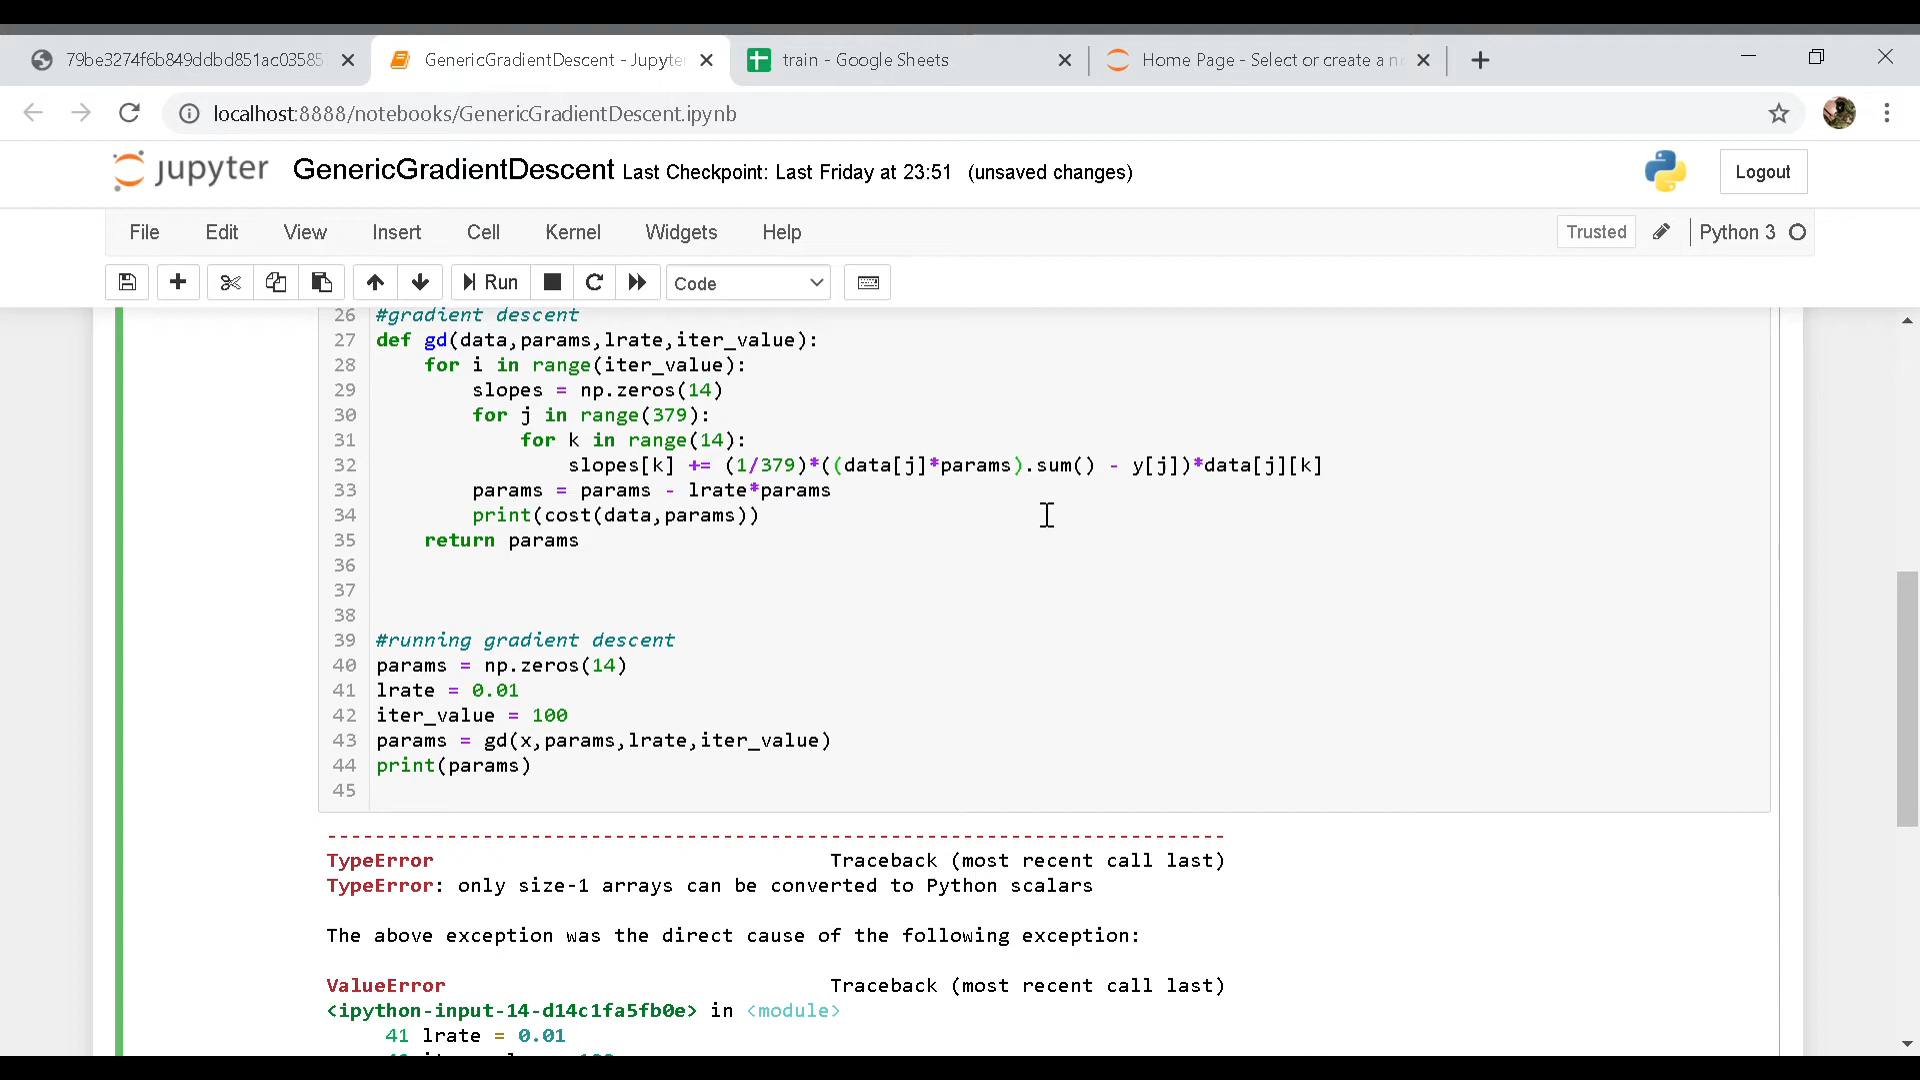 79be3274f6b849ddbd851ac03585
GenericGradientDescent - Jupyter
train - Google Sheets
Home Page - Select or create a n
localhost:8888/notebooks/GenericGradientDescent.ipynb
jupyter GenericGradientDescent Last Checkpoint: Last Friday at 23:51 (unsaved changes)
Logout
File Edit View Insert Cell Kernel Widgets Help
Trusted
Python 3
Run
Code
26 #gradient descent
27 def gd(data,params,lrate,iter_value):
28     for i in range(iter_value):
29         slopes = np.zeros(14)
30         for j in range(379):
31             for k in range(14):
32                 slopes[k] += (1/379)*((data[j]*params).sum() - y[j])*data[j][k]
33         params = params - lrate*params
34         print(cost(data,params))
35     return params
36
37
38
39 #running gradient descent
40 params = np.zeros(14)
41 lrate = 0.01
42 iter_value = 100
43 params = gd(x,params,lrate,iter_value)
44 print(params)
45
---------------------------------------------------------------------------
TypeError                                 Traceback (most recent call last)
TypeError: only size-1 arrays can be converted to Python scalars
The above exception was the direct cause of the following exception:
ValueError                                Traceback (most recent call last)
<ipython-input-14-d14c1fa5fb0e> in <module>
     41 lrate = 0.01